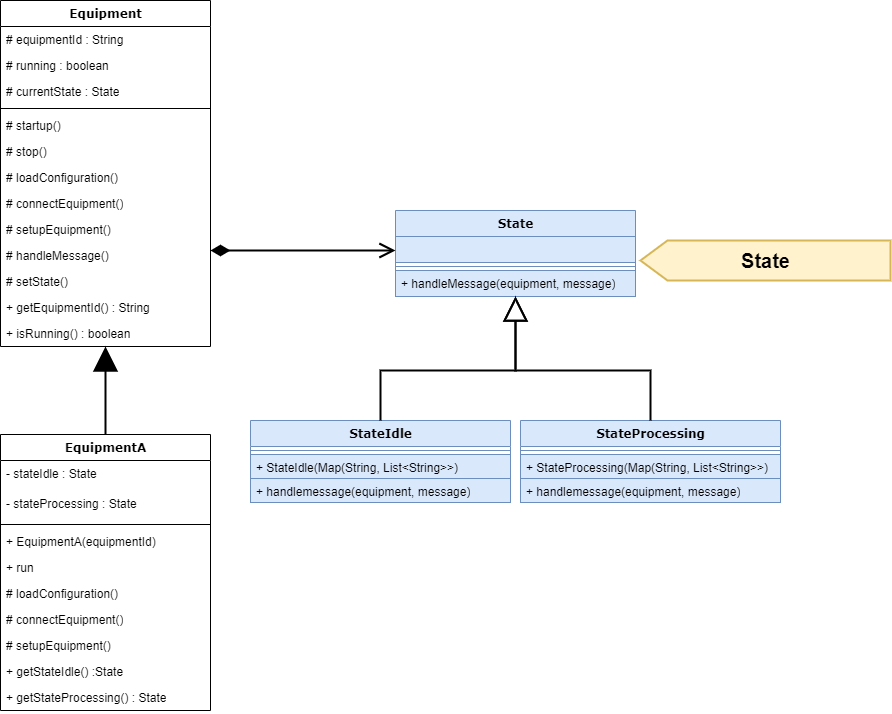 Equipment
# equipmentId : String
# running : boolean
# currentState : State
# startup()
# stop()
# loadConfiguration()
# connectEquipment()
# setupEquipment()
# handleMessage()
# setState()
+ getEquipmentId() : String
+ isRunning() : boolean
State
+ handleMessage(equipment, message)
State
StateIdle
+ StateIdle(Map(String, List<String>>)
+ handlemessage(equipment, message)
StateProcessing
+ StateProcessing(Map(String, List<String>>)
+ handlemessage(equipment, message)
EquipmentA
- stateIdle : State
- stateProcessing : State
+ EquipmentA(equipmentId)
+ run
# loadConfiguration()
# connectEquipment()
# setupEquipment()
+ getStateIdle() :State
+ getStateProcessing() : State